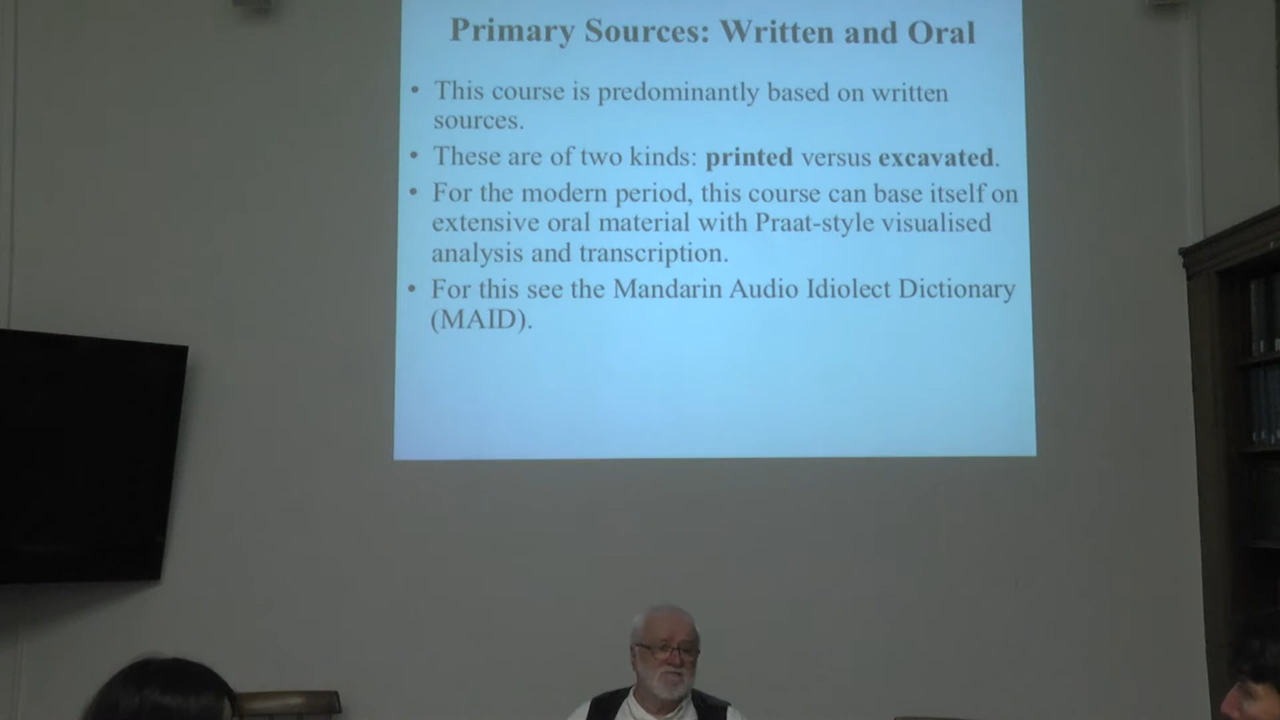 Primary Sources: Written and Oral
• This course is predominantly based on written
sources.
• These are of two kinds: printed versus excavated.
• For the modern period, this course can base itself on
extensive oral material with Praat-style visualised
analysis and transcription.
• For this see the Mandarin Audio Idiolect Dictionary
(MAID).